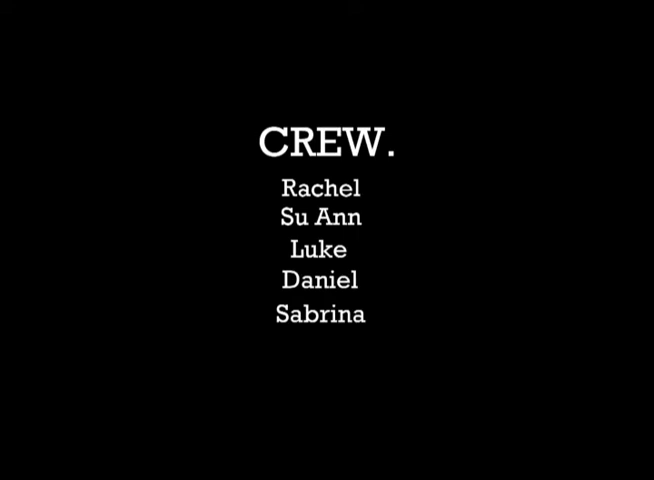 CREW.
Rachel
Su Ann
Luke
Daniel
Sabrina